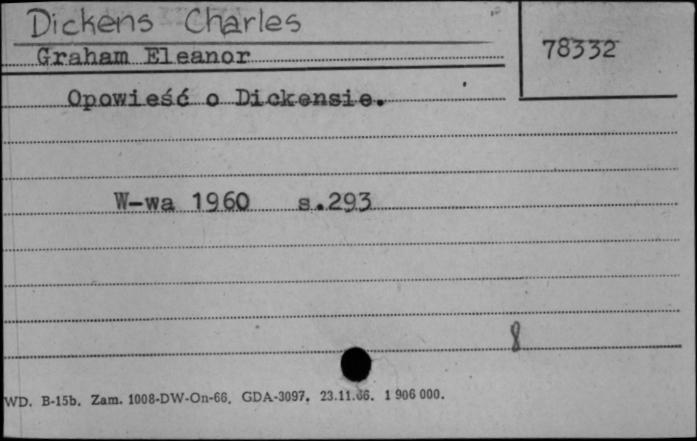 Dickens Charles
Graham Eleanor
78332
Opowieść o Dickensie.
W-wa 1960 s.293
8
WD. B-15b. Zam. 1008-DW-On-66. GDA-3097. 23.11.66. 1 906 000.